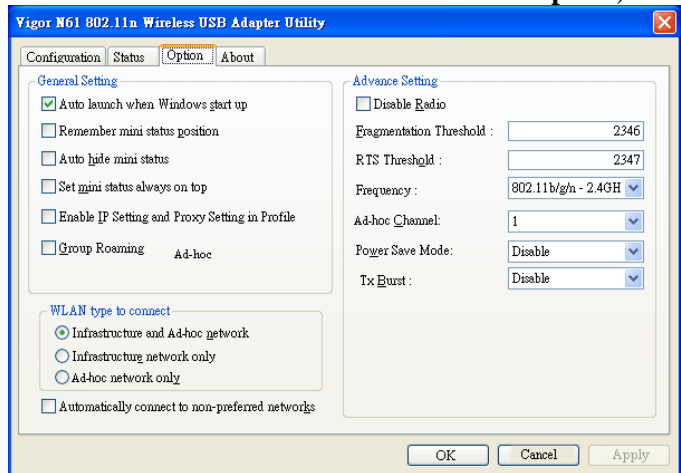 Vigor N61 802.11n Wireless USB Adapter Utility
Configuration Status Option About
General Setting
Auto launch when Windows start up
Remember mini status position
Auto hide mini status
Set mini status always on top
Enable IP Setting and Proxy Setting in Profile
Group Roaming Ad-hoc
WLAN type to connect
Infrastructure and Ad-hoc network
Infrastructure network only
Ad-hoc network only
Automatically connect to non-preferred networks
Advance Setting
Disable Radio
Fragmentation Threshold : 2346
RTS Threshold : 2347
Frequency : 802.11b/g/n - 2.4GH
Ad-hoc Channel: 1
Power Save Mode: Disable
Tx Burst : Disable
OK Cancel Apply